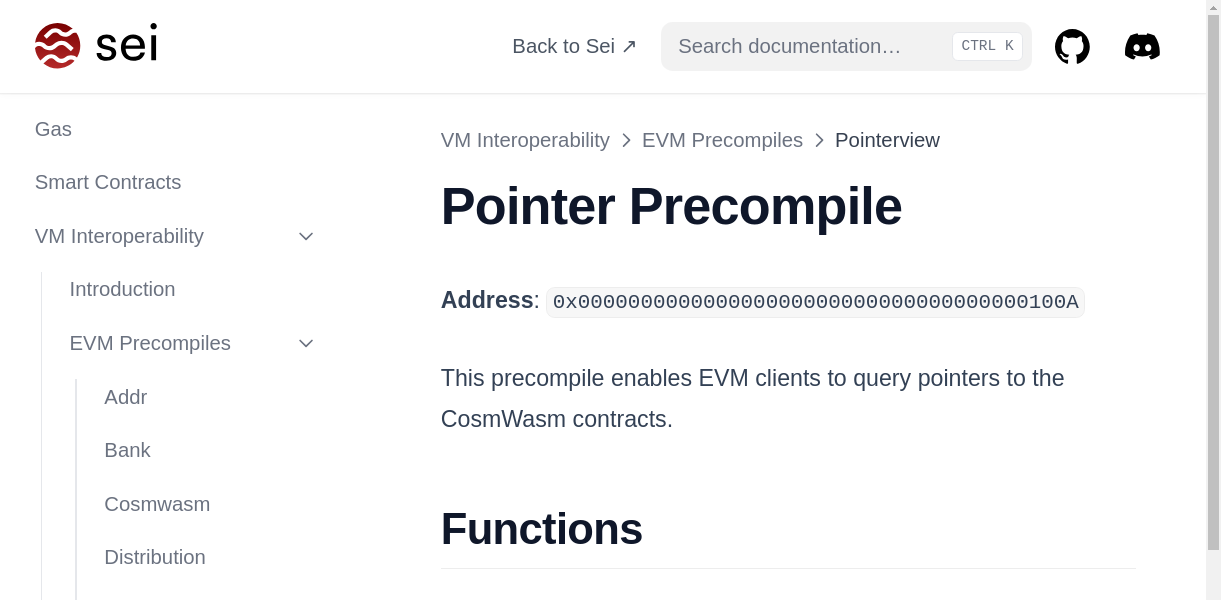 sei
Back to Sei ↗
Search documentation…
CTRL K
Gas
Smart Contracts
VM Interoperability
Introduction
EVM Precompiles
Addr
Bank
Cosmwasm
Distribution
VM Interoperability > EVM Precompiles > Pointerview
Pointer Precompile
Address: 0x000000000000000000000000000000000000100A
This precompile enables EVM clients to query pointers to the
CosmWasm contracts.
Functions